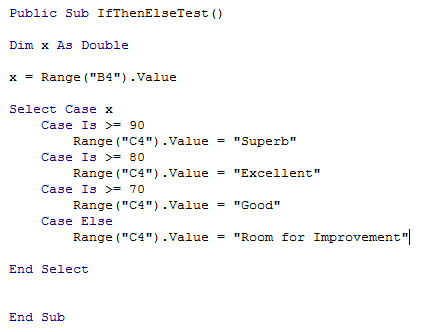 Public Sub IfThenElseTest()
Dim x As Double
x = Range("B4").Value
Select Case x
    Case Is >= 90
        Range("C4").Value = "Superb"
    Case Is >= 80
        Range("C4").Value = "Excellent"
    Case Is >= 70
        Range("C4").Value = "Good"
    Case Else
        Range("C4").Value = "Room for Improvement"
End Select
End Sub